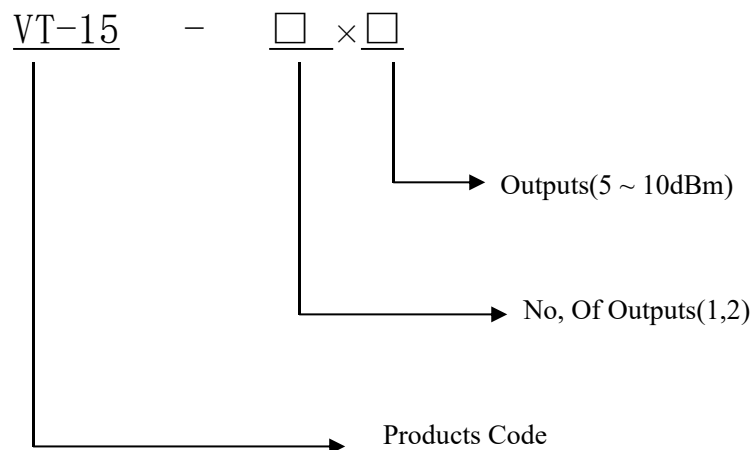 VT-15 - □ × □
Outputs(5 ~ 10dBm)
No, Of Outputs(1,2)
Products Code